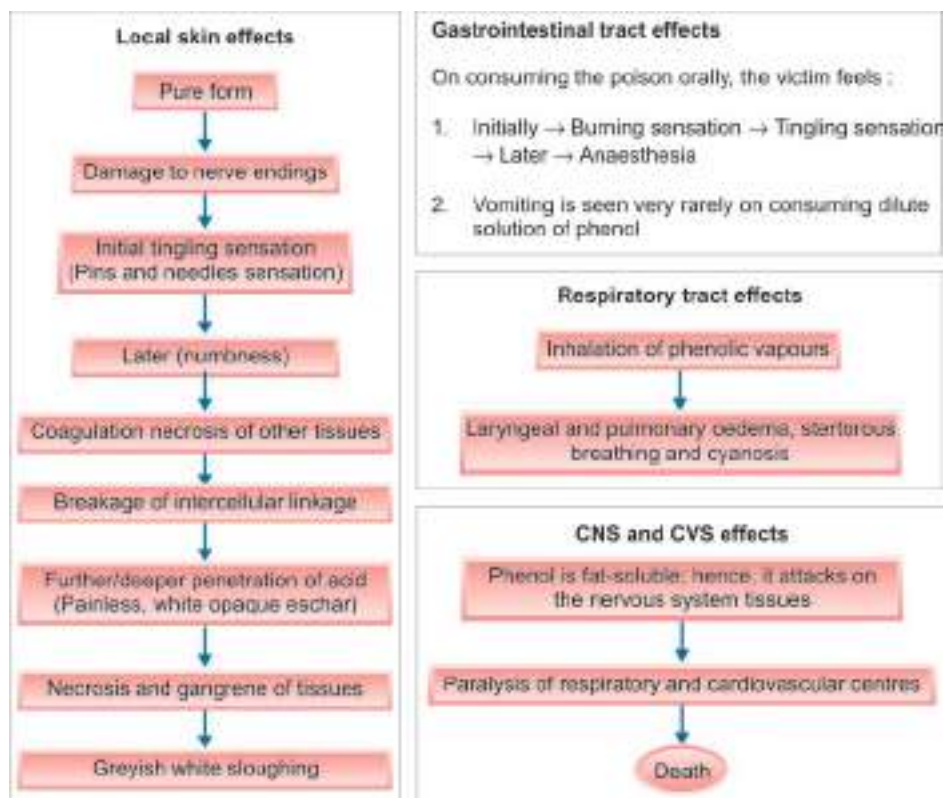 Local skin effects
Pure form
Damage to nerve endings
Initial tingling sensation
(Pins and needles sensation)
Later (numbness)
Coagulation necrosis of other tissues
Breakage of intercellular linkage
Further/deeper penetration of acid
(Painless, white opaque eschar)
Necrosis and gangrene of tissues
Greyish white sloughing
Gastrointestinal tract effects
On consuming the poison orally, the victim feels :
1. Initially → Burning sensation → Tingling sensation
→ Later → Anaesthesia
2. Vomiting is seen very rarely on consuming dilute
solution of phenol
Respiratory tract effects
Inhalation of phenolic vapours
Laryngeal and pulmonary oedema, stertorous
breathing and cyanosis
CNS and CVS effects
Phenol is fat-soluble; hence, it attacks on
the nervous system tissues
Paralysis of respiratory and cardiovascular centres
Death